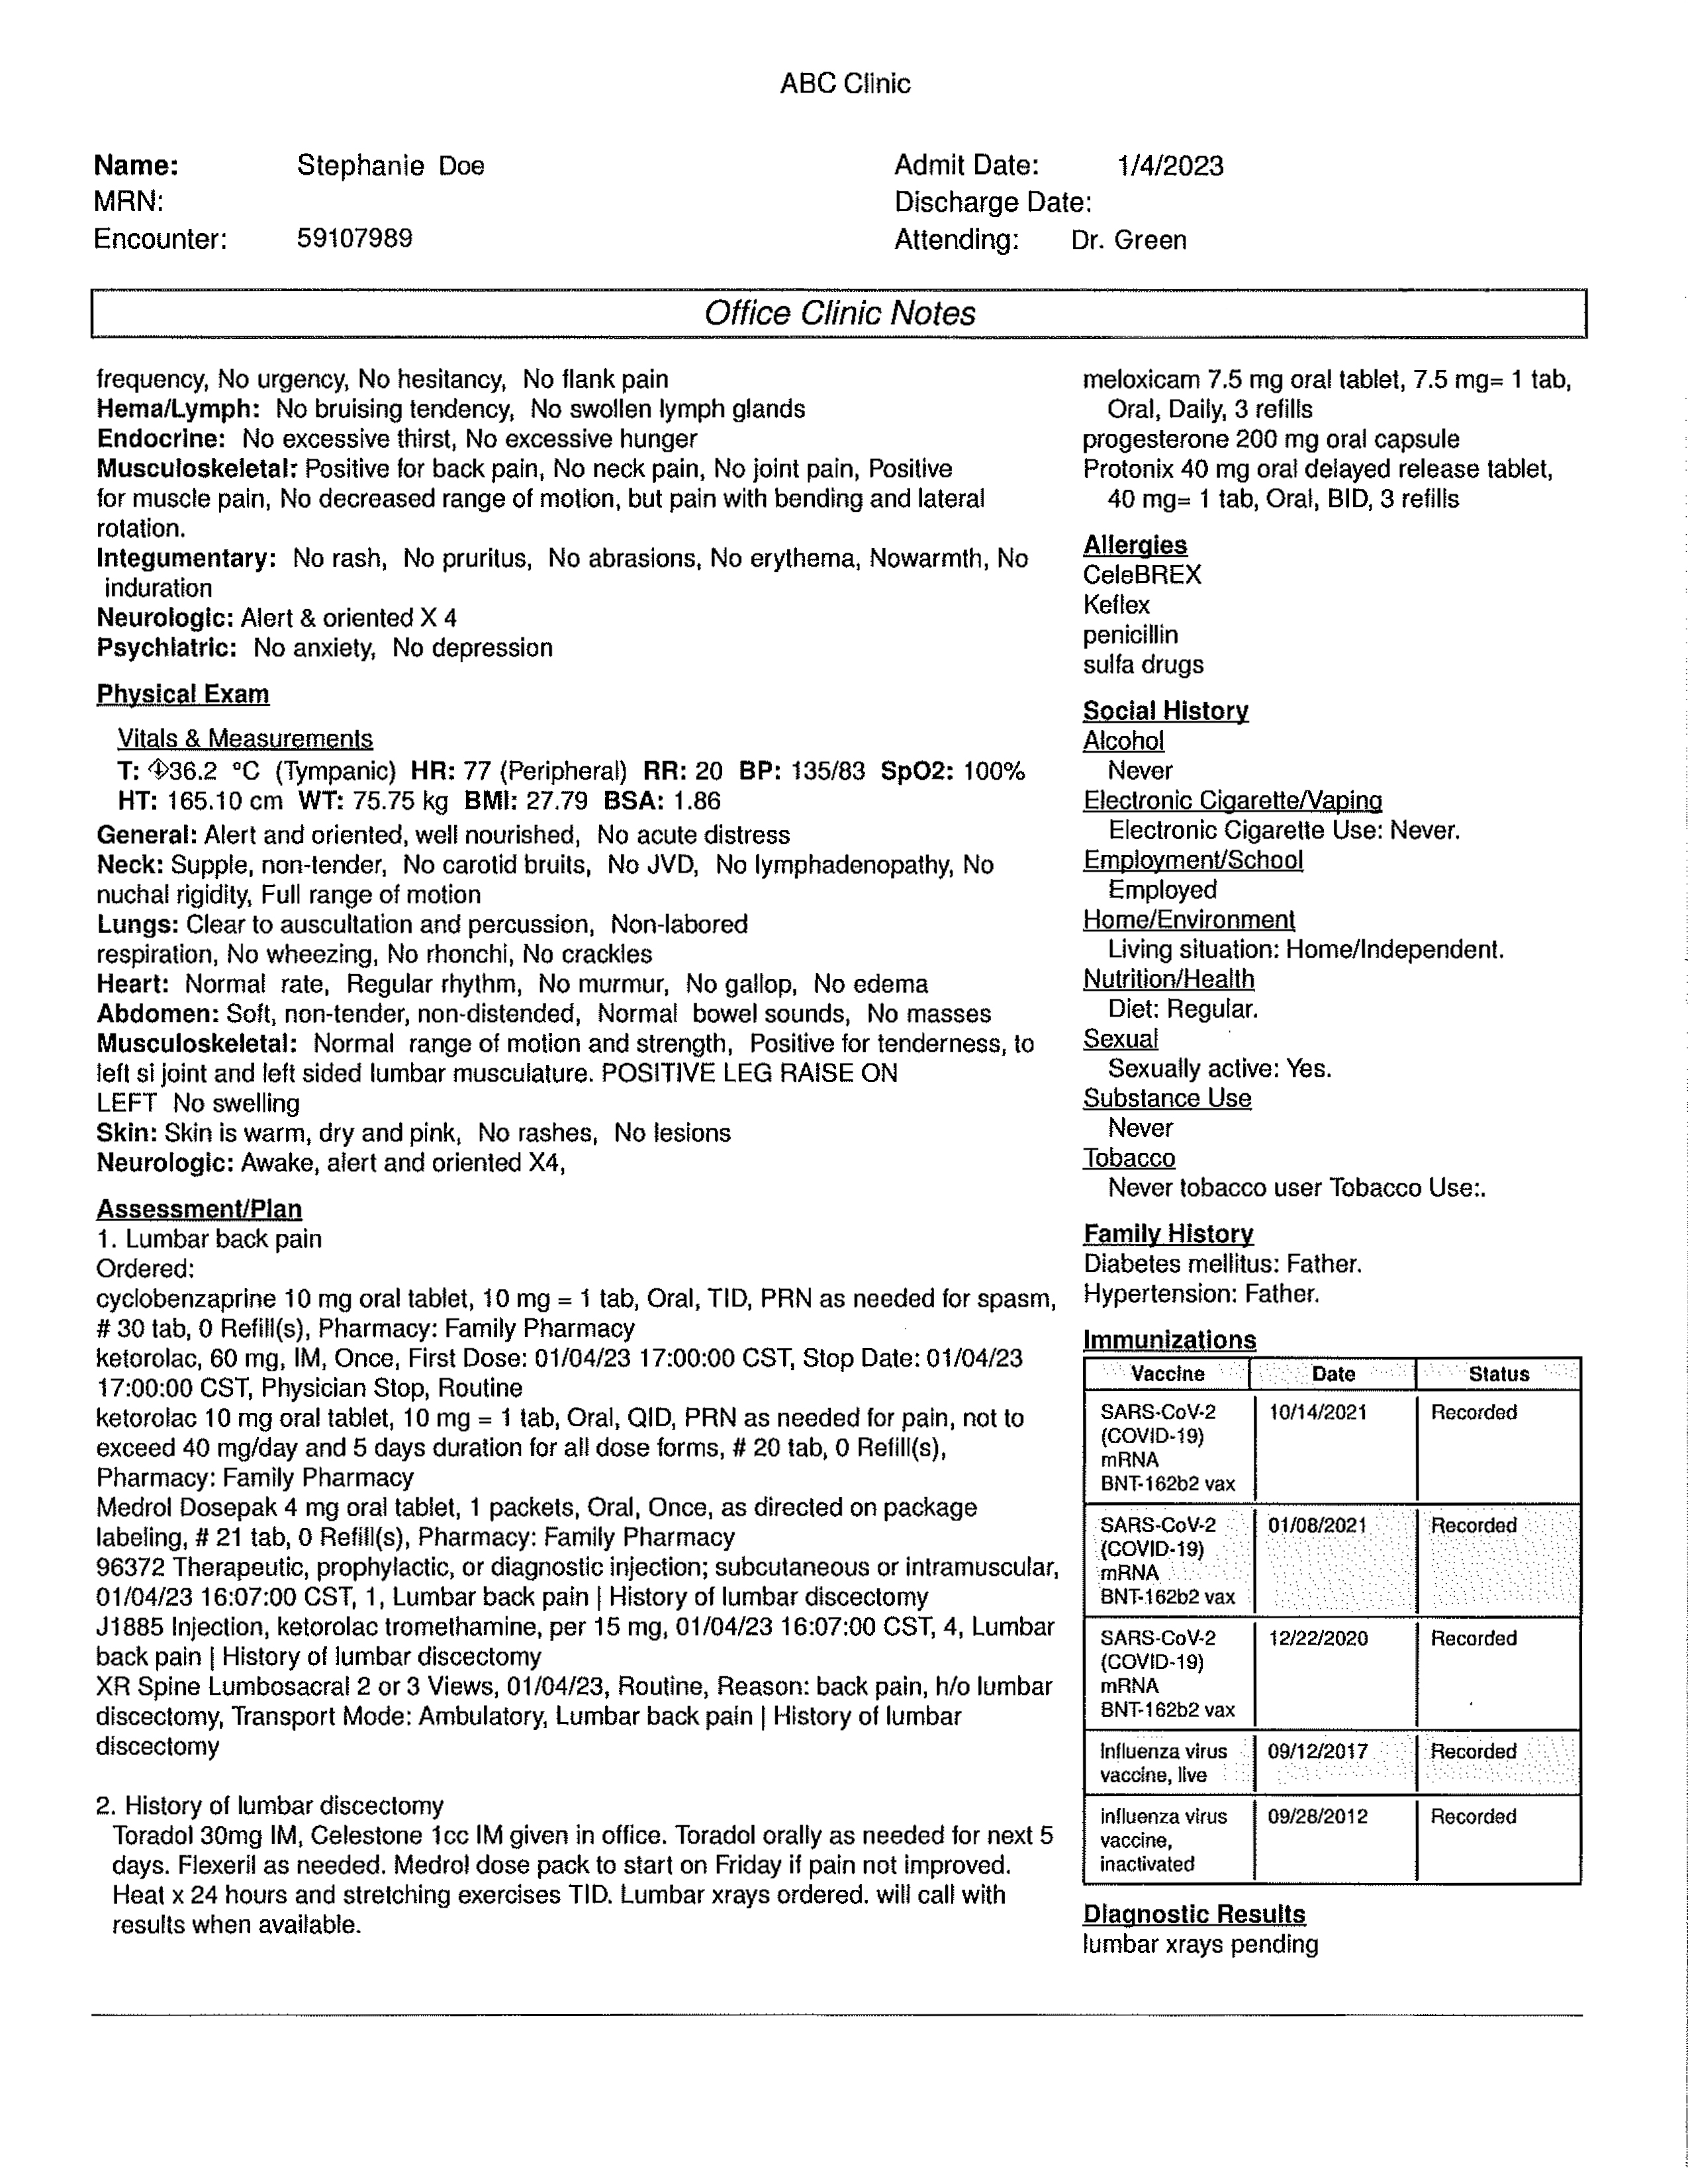 ABC Clinic
Name: Stephanie Doe
MRN:
Encounter: 59107989
Admit Date: 1/4/2023
Discharge Date:
Attending: Dr. Green
Office Clinic Notes
frequency, No urgency, No hesitancy, No flank pain
Hema/Lymph: No bruising tendency, No swollen lymph glands
Endocrine: No excessive thirst, No excessive hunger
Musculoskeletal: Positive for back pain, No neck pain, No joint pain, Positive
for muscle pain, No decreased range of motion, but pain with bending and lateral
rotation.
Integumentary: No rash, No pruritus, No abrasions, No erythema, Nowarmth, No
induration
Neurologic: Alert & oriented X 4
Psychiatric: No anxiety, No depression
Physical Exam
Vitals & Measurements
T: 36.2 °C (Tympanic) HR: 77 (Peripheral) RR: 20 BP: 135/83 SpO2: 100%
HT: 165.10 cm WT: 75.75 kg BMI: 27.79 BSA: 1.86
General: Alert and oriented, well nourished, No acute distress
Neck: Supple, non-tender, No carotid bruits, No JVD, No lymphadenopathy, No
nuchal rigidity, Full range of motion
Lungs: Clear to auscultation and percussion, Non-labored
respiration, No wheezing, No rhonchi, No crackles
Heart: Normal rate, Regular rhythm, No murmur, No gallop, No edema
Abdomen: Soft, non-tender, non-distended, Normal bowel sounds, No masses
Musculoskeletal: Normal range of motion and strength, Positive for tenderness, to
left si joint and left sided lumbar musculature. POSITIVE LEG RAISE ON
LEFT No swelling
Skin: Skin is warm, dry and pink, No rashes, No lesions
Neurologic: Awake, alert and oriented X4,
Assessment/Plan
1. Lumbar back pain
Ordered:
cyclobenzaprine 10 mg oral tablet, 10 mg = 1 tab, Oral, TID, PRN as needed for spasm,
# 30 tab, 0 Refill(s), Pharmacy: Family Pharmacy
ketorolac, 60 mg, IM, Once, First Dose: 01/04/23 17:00:00 CST, Stop Date: 01/04/23
17:00:00 CST, Physician Stop, Routine
ketorolac 10 mg oral tablet, 10 mg = 1 tab, Oral, QID, PRN as needed for pain, not to
exceed 40 mg/day and 5 days duration for all dose forms, # 20 tab, 0 Refill(s),
Pharmacy: Family Pharmacy
Medrol Dosepak 4 mg oral tablet, 1 packets, Oral, Once, as directed on package
labeling, # 21 tab, 0 Refill(s), Pharmacy: Family Pharmacy
96372 Therapeutic, prophylactic, or diagnostic injection; subcutaneous or intramuscular,
01/04/23 16:07:00 CST, 1, Lumbar back pain | History of lumbar discectomy
J1885 Injection, ketorolac tromethamine, per 15 mg, 01/04/23 16:07:00 CST, 4, Lumbar
back pain | History of lumbar discectomy
XR Spine Lumbosacral 2 or 3 Views, 01/04/23, Routine, Reason: back pain, h/o lumbar
discectomy, Transport Mode: Ambulatory, Lumbar back pain | History of lumbar
discectomy
2. History of lumbar discectomy
Toradol 30mg IM, Celestone 1cc IM given in office. Toradol orally as needed for next 5
days. Flexeril as needed. Medrol dose pack to start on Friday if pain not improved.
Heat x 24 hours and stretching exercises TID. Lumbar xrays ordered. will call with
results when available.
meloxicam 7.5 mg oral tablet, 7.5 mg= 1 tab,
Oral, Daily, 3 refills
progesterone 200 mg oral capsule
Protonix 40 mg oral delayed release tablet,
40 mg= 1 tab, Oral, BID, 3 refills
Allergies
CeleBREX
Keflex
penicillin
sulfa drugs
Social History
Alcohol
Never
Electronic Cigarette/Vaping
Electronic Cigarette Use: Never.
Employment/School
Employed
Home/Environment
Living situation: Home/Independent.
Nutrition/Health
Diet: Regular.
Sexual
Sexually active: Yes.
Substance Use
Never
Tobacco
Never tobacco user Tobacco Use:.
Family History
Diabetes mellitus: Father.
Hypertension: Father.
Immunizations
Vaccine Date Status
SARS-CoV-2 10/14/2021 Recorded
(COVID-19)
mRNA
BNT-162b2 vax
SARS-CoV-2 01/08/2021 Recorded
(COVID-19)
mRNA
BNT-162b2 vax
SARS-CoV-2 12/22/2020 Recorded
(COVID-19)
mRNA
BNT-162b2 vax
influenza virus 09/12/2017 Recorded
vaccine, live
influenza virus 09/28/2012 Recorded
vaccine,
inactivated
Diagnostic Results
lumbar xrays pending